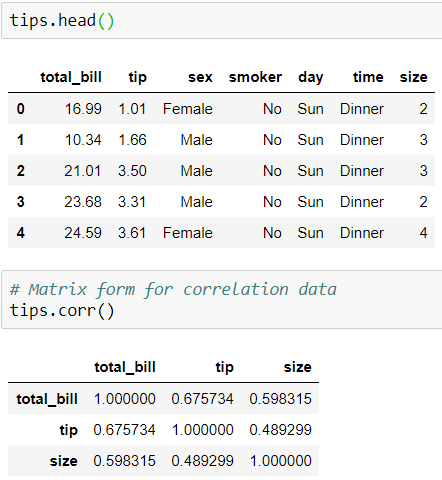 tips.head()
total_bill tip sex smoker day time size
0 16.99 1.01 Female No Sun Dinner 2
1 10.34 1.66 Male No Sun Dinner 3
2 21.01 3.50 Male No Sun Dinner 3
3 23.68 3.31 Male No Sun Dinner 2
4 24.59 3.61 Female No Sun Dinner 4
# Matrix form for correlation data
tips.corr()
total_bill tip size
total_bill 1.000000 0.675734 0.598315
tip 0.675734 1.000000 0.489299
size 0.598315 0.489299 1.000000